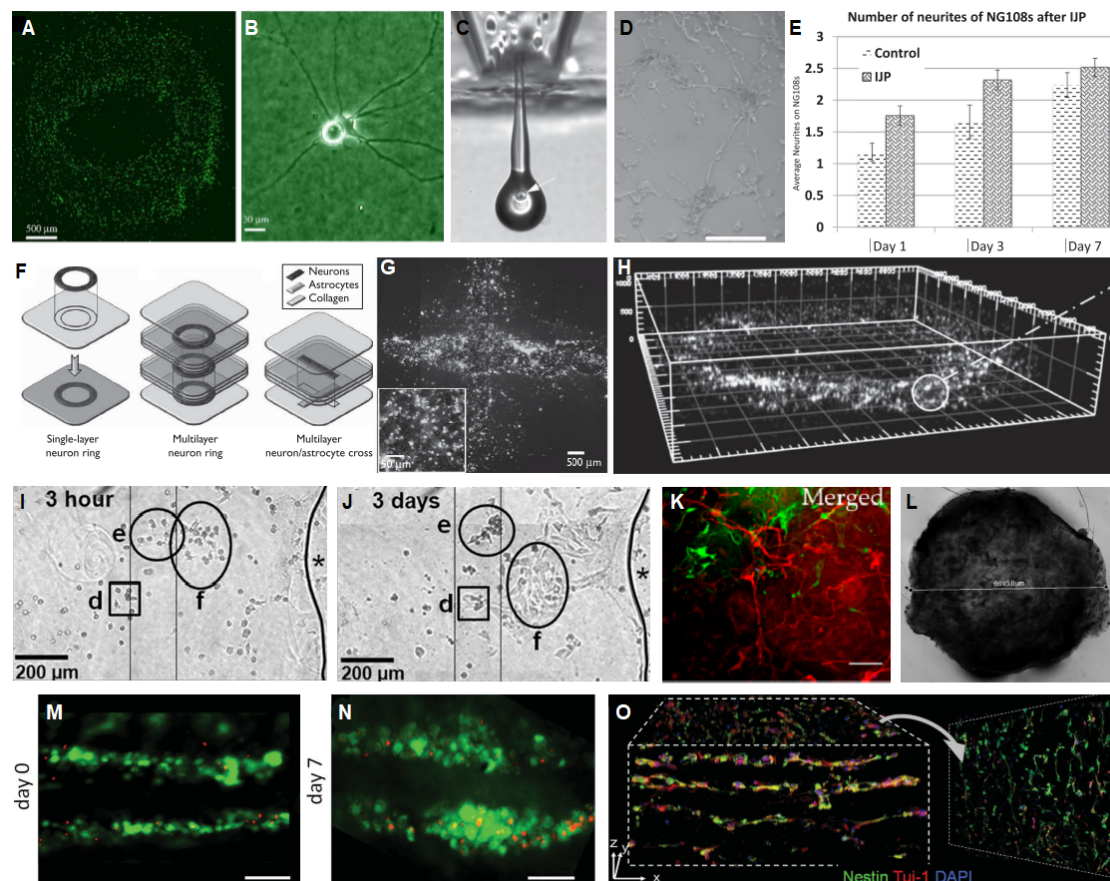 A
500 µm
B
30 µm
C
D
E
Number of neurites of NG108s after IJP
Average Neurites on NG108s
3
2.5
2
1.5
1
0.5
0
Control
IJP
Day 1
Day 3
Day 7
F
Neurons
Astrocytes
Collagen
Single-layer
neuron ring
Multilayer
neuron ring
Multilayer
neuron/astrocyte cross
G
50 µm
500 µm
H
1000
500
0
I
3 hour
e
d
f
*
200 µm
J
3 days
e
d
f
*
200 µm
K
Merged
L
M
day 0
N
day 7
O
z
y
x
Nestin Tuj-1 DAPI